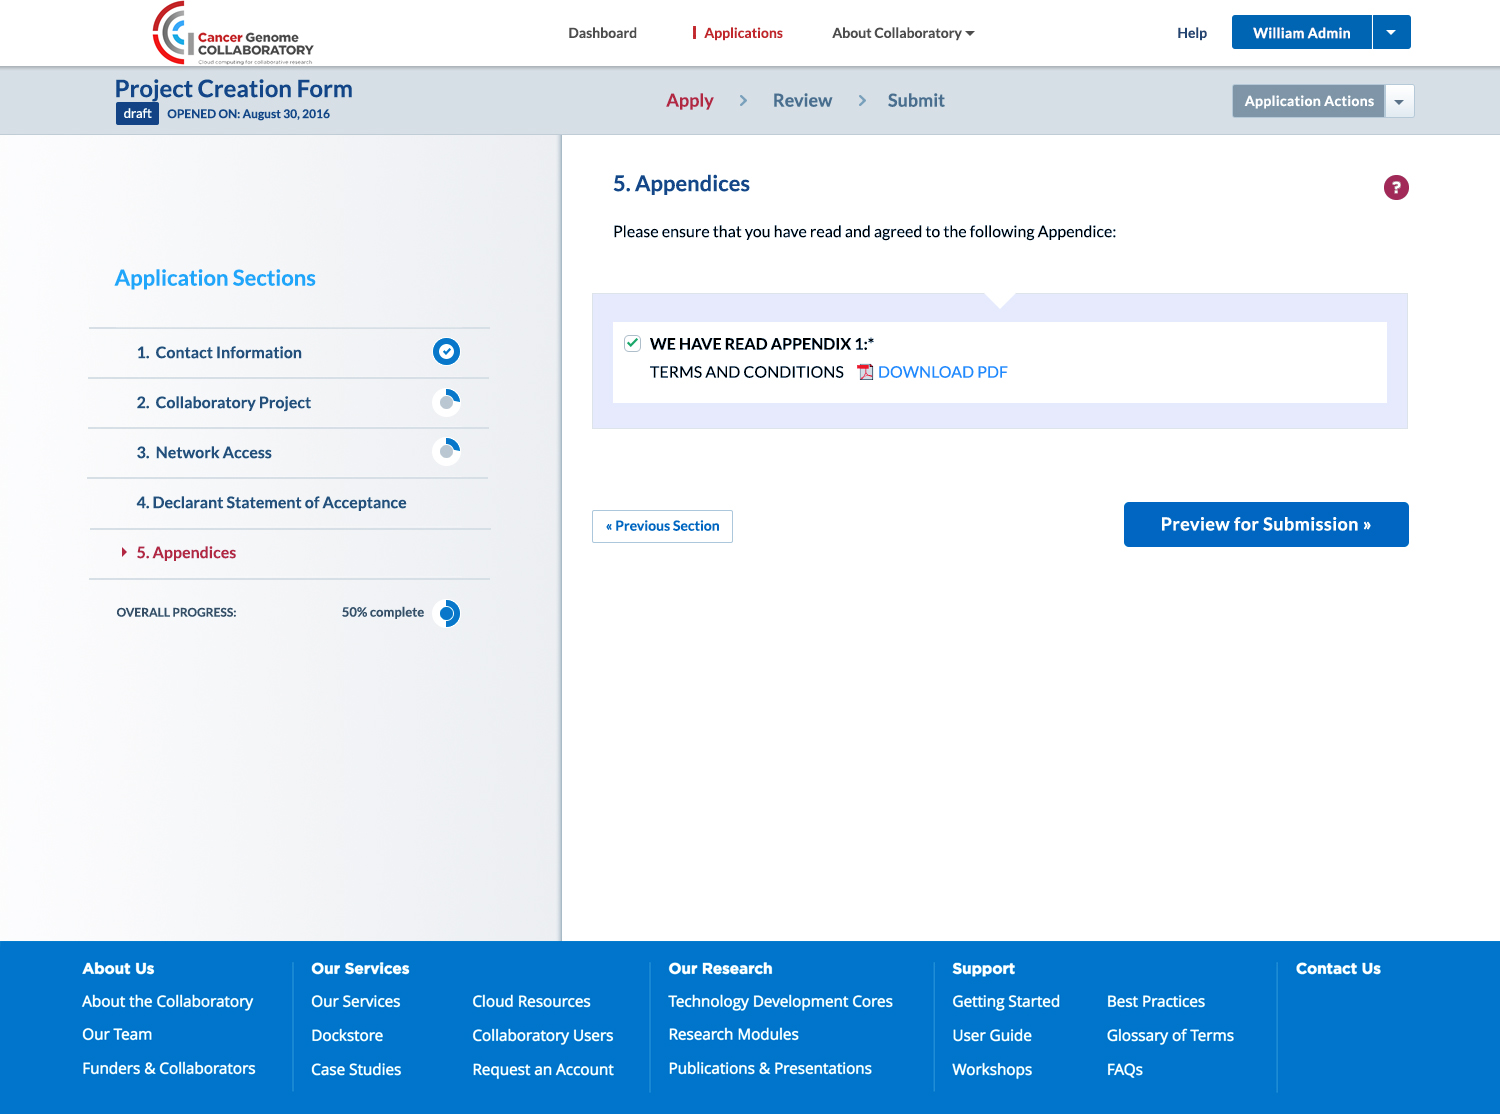 Cancer Genome
COLLABORATORY
Cloud computing for collaborative research
Dashboard
Applications
About Collaboratory
Help
William Admin
Project Creation Form
draft
OPENED ON: August 30, 2016
Apply
Review
Submit
Application Actions
Application Sections
1. Contact Information
2. Collaboratory Project
3. Network Access
4. Declarant Statement of Acceptance
5. Appendices
OVERALL PROGRESS:
50% complete
5. Appendices
?
Please ensure that you have read and agreed to the following Appendice:
WE HAVE READ APPENDIX 1:*
TERMS AND CONDITIONS
DOWNLOAD PDF
« Previous Section
Preview for Submission »
About Us
About the Collaboratory
Our Team
Funders & Collaborators
Our Services
Our Services
Dockstore
Case Studies
Cloud Resources
Collaboratory Users
Request an Account
Our Research
Technology Development Cores
Research Modules
Publications & Presentations
Support
Getting Started
User Guide
Workshops
Best Practices
Glossary of Terms
FAQs
Contact Us